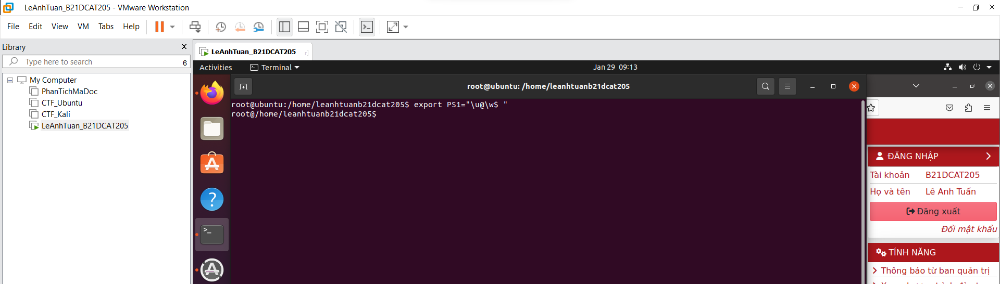 LeAnhTuan_B21DCAT205 - VMware Workstation
File Edit View VM Tabs Help
Library X
Type here to search 6
My Computer
PhanTichMaDoc
CTF_Ubuntu
CTF_Kali
LeAnhTuan_B21DCAT205
LeAnhTuan_B21DCAT205
Activities Terminal Jan 29 09:13
root@ubuntu: /home/leanhtuanb21dcat205
root@ubuntu:/home/leanhtuanb21dcat205$ export PS1="\u@\w$ "
root@/home/leanhtuanb21dcat205$
ĐĂNG NHẬP
Tài khoản B21DCAT205
Họ và tên Lê Anh Tuấn
Đăng xuất
Đổi mật khẩu
TÍNH NĂNG
Thông báo từ ban quản trị